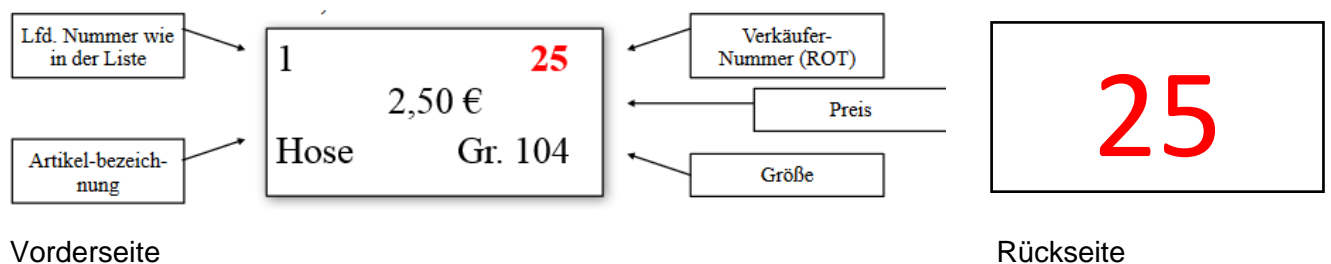 Lfd. Nummer wie
in der Liste
Artikel-bezeich-
nung
1 25
2,50 €
Hose Gr. 104
Verkäufer-
Nummer (ROT)
Preis
Größe
25
Vorderseite Rückseite